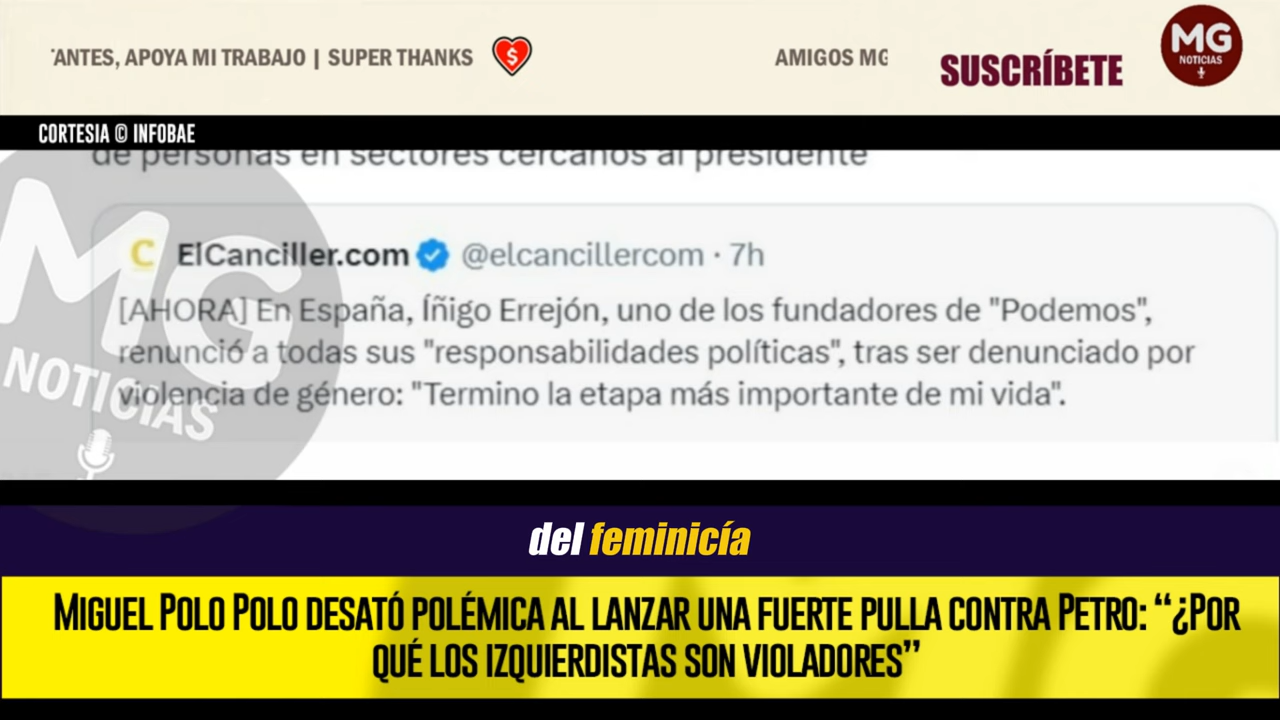 'ANTES, APOYA MI TRABAJO | SUPER THANKS
AMIGOS MG
SUSCRÍBETE
MG
NOTICIAS
CORTESIA © INFOBAE
de personas en sectores cercanos al presidente
C ElCanciller.com @elcancillercom · 7h
[AHORA] En España, Íñigo Errejón, uno de los fundadores de "Podemos",
renunció a todas sus "responsabilidades políticas", tras ser denunciado por
violencia de género: "Termino la etapa más importante de mi vida".
MG
NOTICIAS
del feminicía
MIGUEL POLO POLO DESATÓ POLÉMICA AL LANZAR UNA FUERTE PULLA CONTRA PETRO: “¿POR
QUÉ LOS IZQUIERDISTAS SON VIOLADORES”